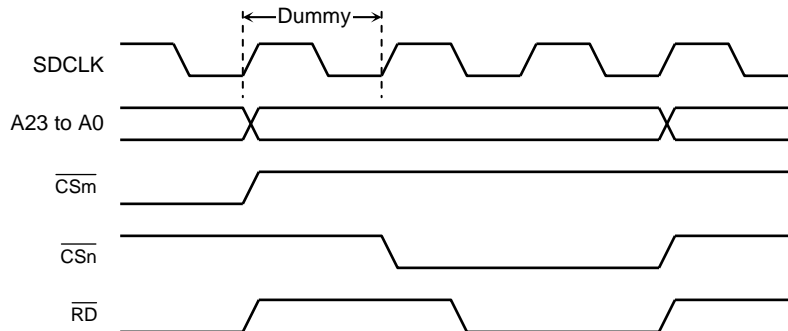 Dummy
SDCLK
A23 to A0
CSm
CSn
RD